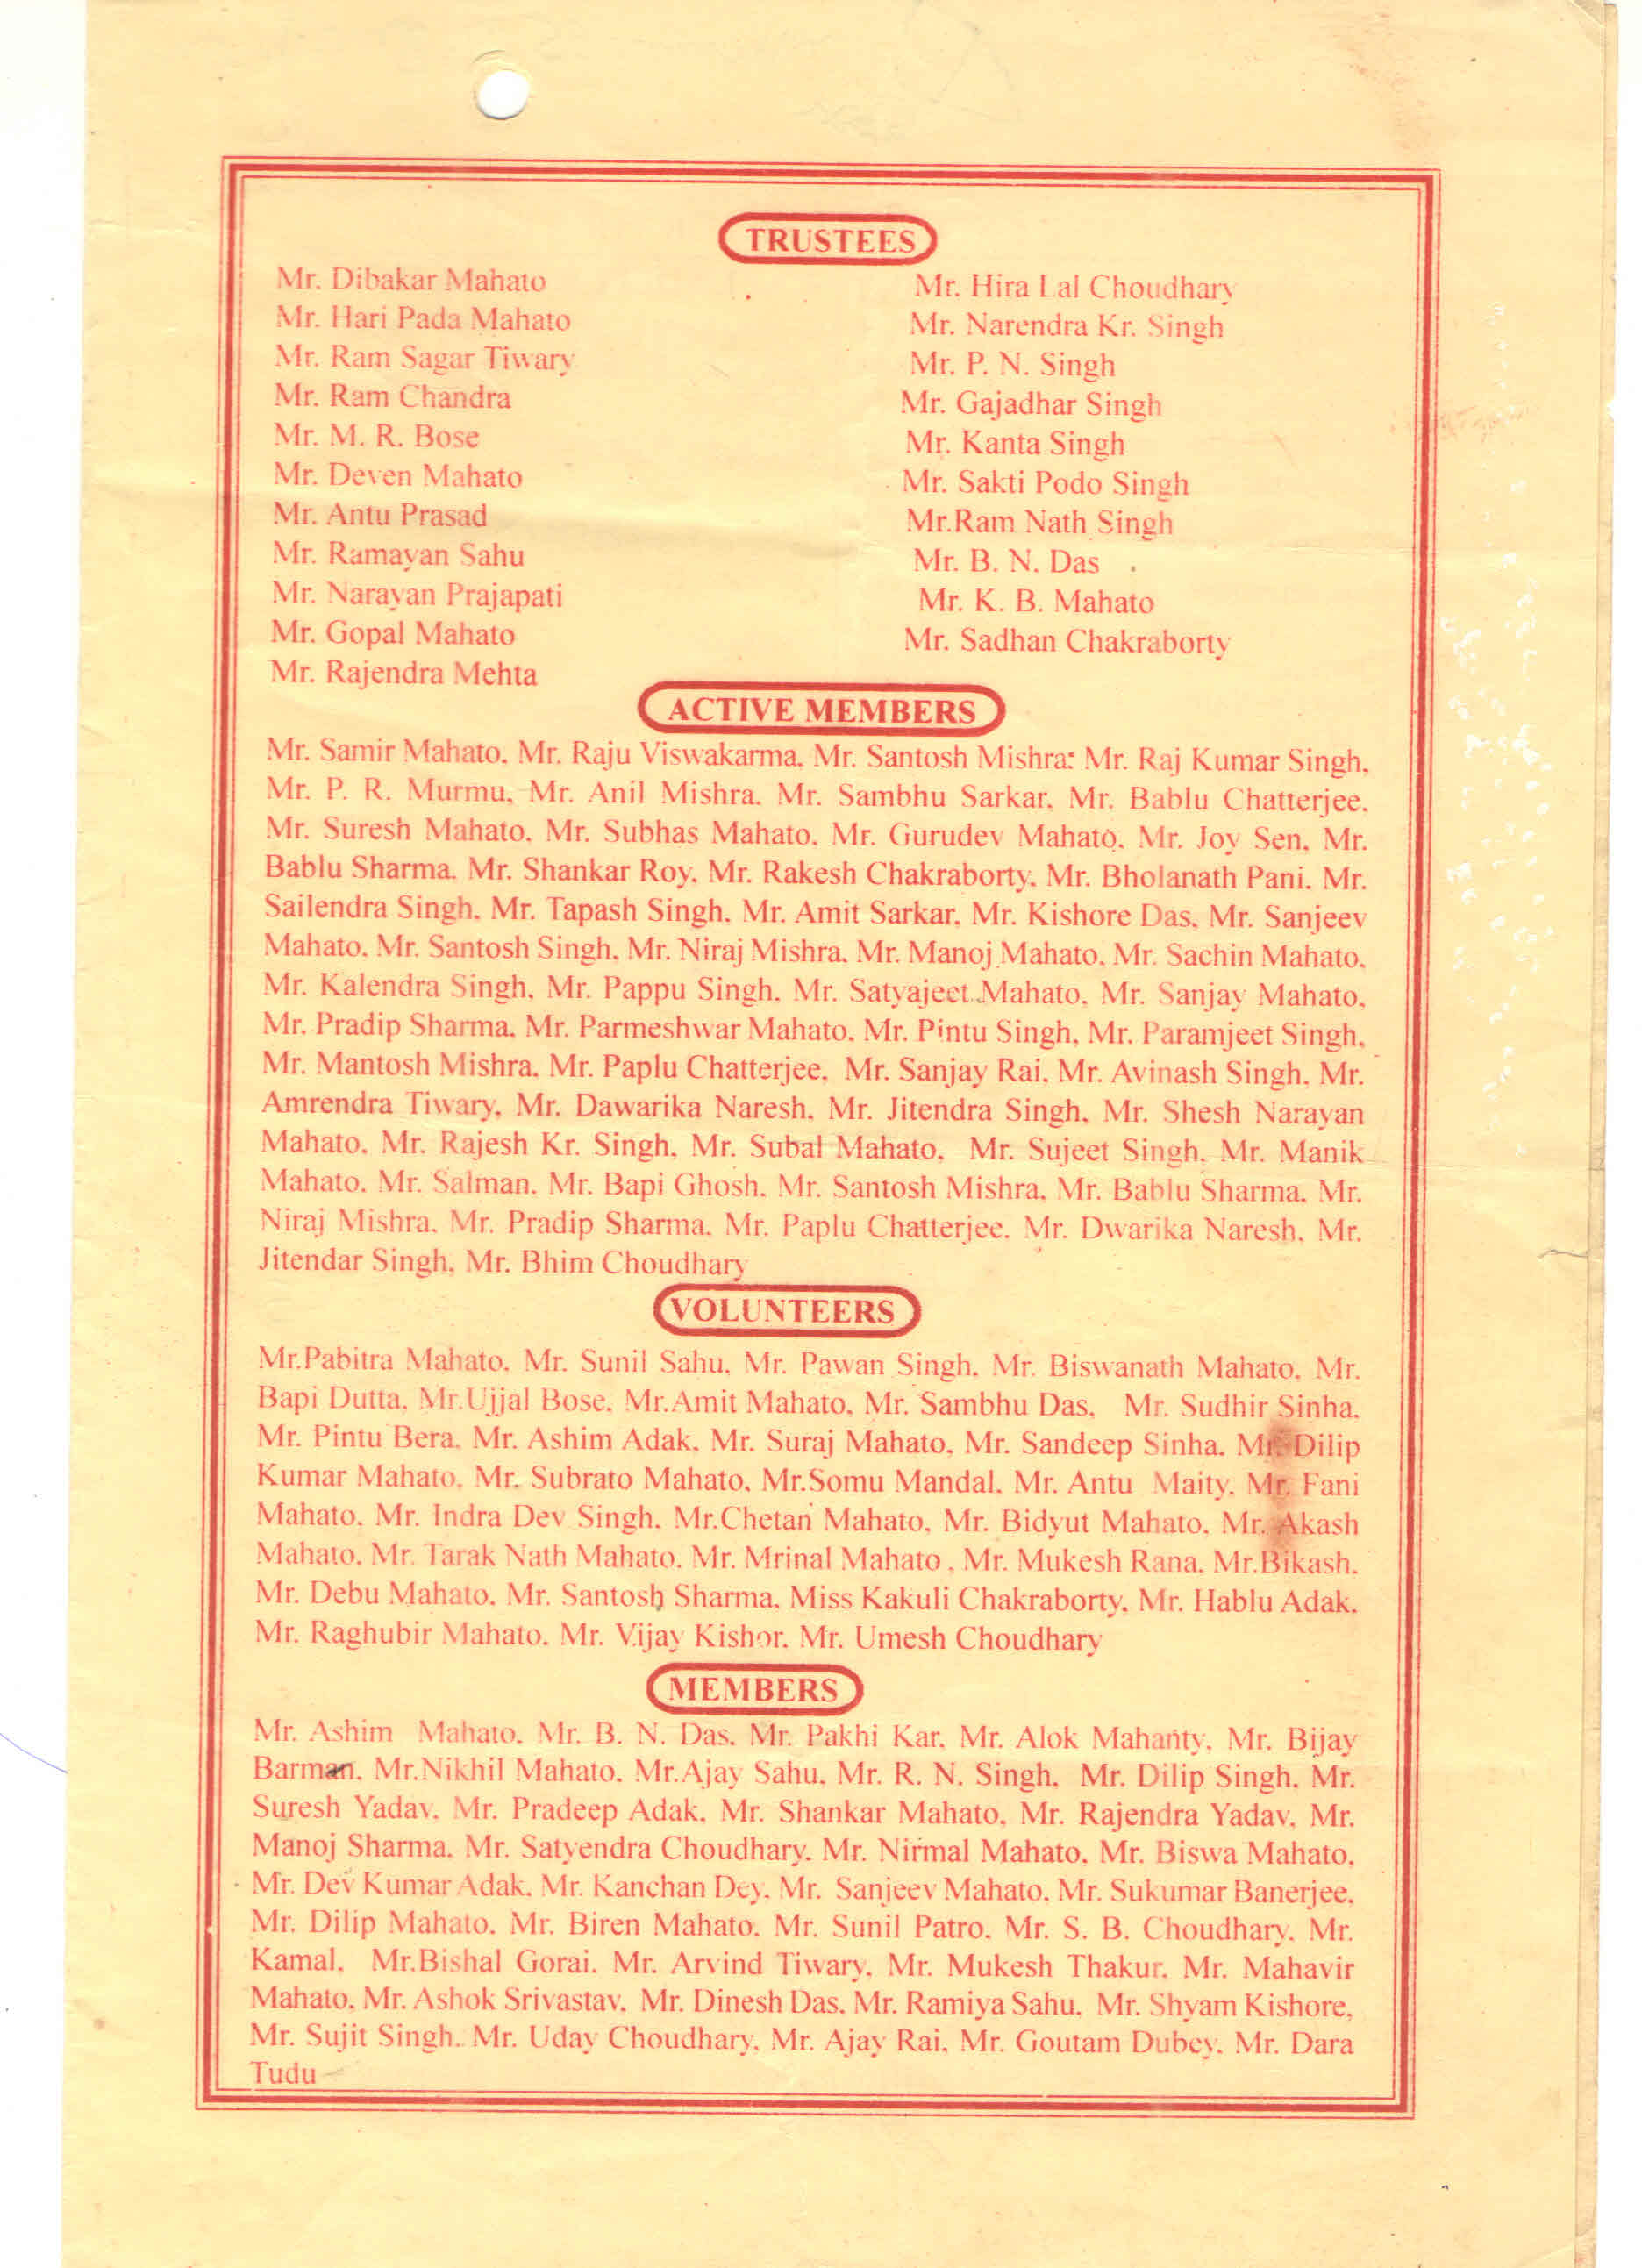 TRUSTEES
Mr. Dibakar Mahato
Mr. Hari Pada Mahato
Mr. Ram Sagar Tiwary
Mr. Ram Chandra
Mr. M. R. Bose
Mr. Deven Mahato
Mr. Antu Prasad
Mr. Ramayan Sahu
Mr. Narayan Prajapati
Mr. Gopal Mahato
Mr. Rajendra Mehta
Mr. Hira Lal Choudhary
Mr. Narendra Kr. Singh
Mr. P. N. Singh
Mr. Gajadhar Singh
Mr. Kanta Singh
Mr. Sakti Podo Singh
Mr.Ram Nath Singh
Mr. B. N. Das
Mr. K. B. Mahato
Mr. Sadhan Chakraborty
ACTIVE MEMBERS
Mr. Samir Mahato, Mr. Raju Viswakarma, Mr. Santosh Mishra: Mr. Raj Kumar Singh,
Mr. P. R. Murmu, Mr. Anil Mishra. Mr. Sambhu Sarkar, Mr. Bablu Chatterjee.
Mr. Suresh Mahato, Mr. Subhas Mahato, Mr. Gurudev Mahato, Mr. Joy Sen, Mr.
Bablu Sharma. Mr. Shankar Roy, Mr. Rakesh Chakraborty, Mr. Bholanath Pani. Mr.
Sailendra Singh, Mr. Tapash Singh, Mr. Amit Sarkar, Mr. Kishore Das, Mr. Sanjeev
Mahato, Mr. Santosh Singh, Mr. Niraj Mishra, Mr. Manoj Mahato, Mr. Sachin Mahato,
Mr. Kalendra Singh, Mr. Pappu Singh, Mr. Satyajeet Mahato, Mr. Sanjay Mahato,
Mr. Pradip Sharma, Mr. Parmeshwar Mahato, Mr. Pintu Singh, Mr. Paramjeet Singh,
Mr. Mantosh Mishra. Mr. Paplu Chatterjee, Mr. Sanjay Rai, Mr. Avinash Singh, Mr.
Amrendra Tiwary, Mr. Dawarika Naresh, Mr. Jitendra Singh, Mr. Shesh Narayan
Mahato, Mr. Rajesh Kr. Singh, Mr. Subal Mahato, Mr. Sujeet Singh, Mr. Manik
Mahato, Mr. Salman, Mr. Bapi Ghosh, Mr. Santosh Mishra, Mr. Bablu Sharma, Mr.
Niraj Mishra, Mr. Pradip Sharma, Mr. Paplu Chatterjee, Mr. Dwarika Naresh, Mr.
Jitendar Singh, Mr. Bhim Choudhary
VOLUNTEERS
Mr.Pabitra Mahato, Mr. Sunil Sahu, Mr. Pawan Singh, Mr. Biswanath Mahato, Mr.
Bapi Dutta, Mr.Ujjal Bose, Mr.Amit Mahato, Mr. Sambhu Das, Mr. Sudhir Sinha,
Mr. Pintu Bera, Mr. Ashim Adak, Mr. Suraj Mahato, Mr. Sandeep Sinha. Mr. Dilip
Kumar Mahato, Mr. Subrato Mahato, Mr.Somu Mandal, Mr. Antu Maity, Mr. Fani
Mahato, Mr. Indra Dev Singh, Mr.Chetan Mahato, Mr. Bidyut Mahato, Mr. Akash
Mahato, Mr. Tarak Nath Mahato, Mr. Mrinal Mahato , Mr. Mukesh Rana, Mr.Bikash,
Mr. Debu Mahato, Mr. Santosh Sharma, Miss Kakuli Chakraborty, Mr. Hablu Adak,
Mr. Raghubir Mahato, Mr. Vijay Kishor, Mr. Umesh Choudhary
MEMBERS
Mr. Ashim Mahato, Mr. B. N. Das, Mr. Pakhi Kar, Mr. Alok Mahanty, Mr. Bijay
Barman, Mr.Nikhil Mahato, Mr.Ajay Sahu, Mr. R. N. Singh, Mr. Dilip Singh, Mr.
Suresh Yadav, Mr. Pradeep Adak, Mr. Shankar Mahato, Mr. Rajendra Yadav, Mr.
Manoj Sharma, Mr. Satyendra Choudhary, Mr. Nirmal Mahato, Mr. Biswa Mahato,
Mr. Dev Kumar Adak, Mr. Kanchan Dey, Mr. Sanjeev Mahato, Mr. Sukumar Banerjee,
Mr. Dilip Mahato, Mr. Biren Mahato, Mr. Sunil Patro, Mr. S. B. Choudhary, Mr.
Kamal, Mr.Bishal Gorai, Mr. Arvind Tiwary, Mr. Mukesh Thakur, Mr. Mahavir
Mahato, Mr. Ashok Srivastav, Mr. Dinesh Das, Mr. Ramiya Sahu, Mr. Shyam Kishore,
Mr. Sujit Singh, Mr. Uday Choudhary, Mr. Ajay Rai, Mr. Goutam Dubey, Mr. Dara
Tudu